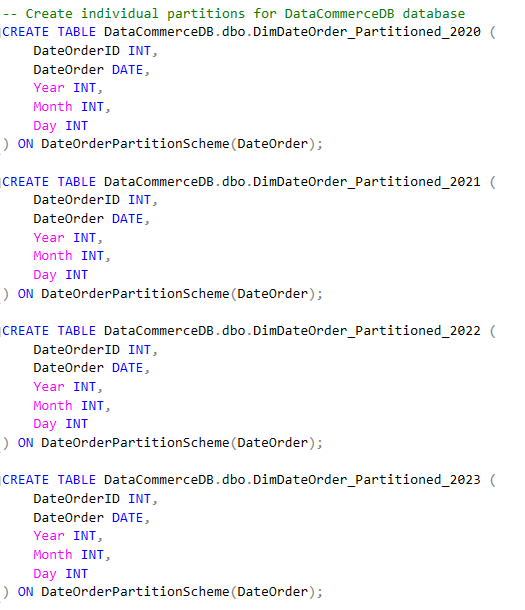 -- Create individual partitions for DataCommerceDB database
CREATE TABLE DataCommerceDB.dbo.DimDateOrder_Partitioned_2020 (
    DateOrderID INT,
    DateOrder DATE,
    Year INT,
    Month INT,
    Day INT
) ON DateOrderPartitionScheme(DateOrder);

CREATE TABLE DataCommerceDB.dbo.DimDateOrder_Partitioned_2021 (
    DateOrderID INT,
    DateOrder DATE,
    Year INT,
    Month INT,
    Day INT
) ON DateOrderPartitionScheme(DateOrder);

CREATE TABLE DataCommerceDB.dbo.DimDateOrder_Partitioned_2022 (
    DateOrderID INT,
    DateOrder DATE,
    Year INT,
    Month INT,
    Day INT
) ON DateOrderPartitionScheme(DateOrder);

CREATE TABLE DataCommerceDB.dbo.DimDateOrder_Partitioned_2023 (
    DateOrderID INT,
    DateOrder DATE,
    Year INT,
    Month INT,
    Day INT
) ON DateOrderPartitionScheme(DateOrder);